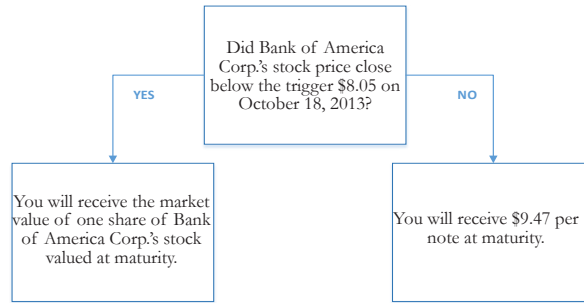 Did Bank of America
Corp.'s stock price close
below the trigger $8.05 on
October 18, 2013?
YES
NO
You will receive the market
value of one share of Bank
of America Corp.'s stock
valued at maturity.
You will receive $9.47 per
note at maturity.